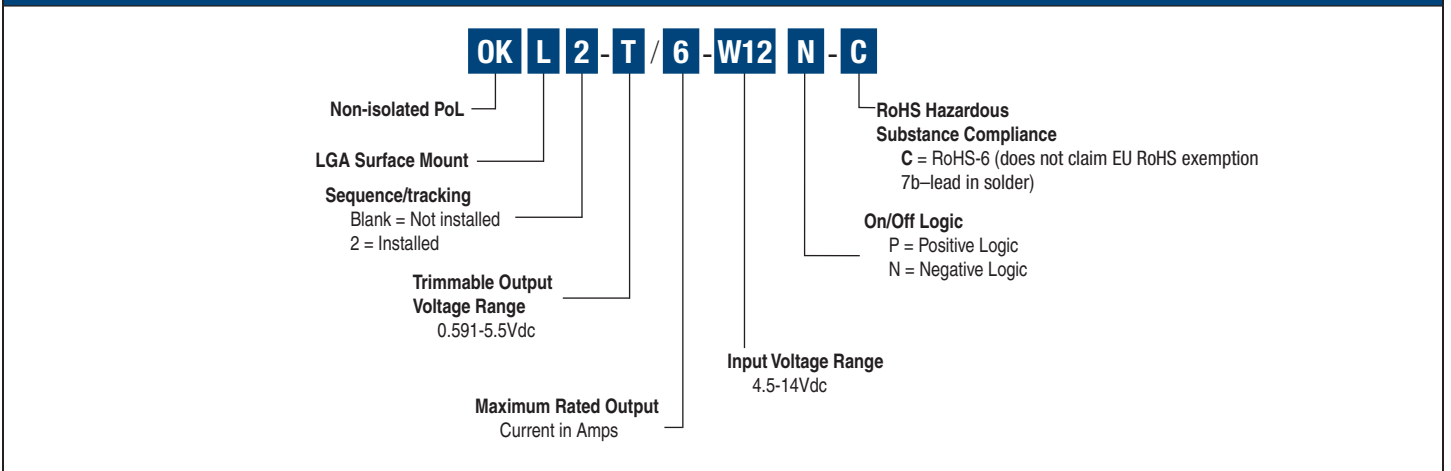 OK L 2 - T / 6 - W12 N - C
Non-isolated PoL
LGA Surface Mount
Sequence/tracking
Blank = Not installed
2 = Installed
Trimmable Output
Voltage Range
0.591-5.5Vdc
Maximum Rated Output
Current in Amps
Input Voltage Range
4.5-14Vdc
On/Off Logic
P = Positive Logic
N = Negative Logic
RoHS Hazardous
Substance Compliance
C = RoHS-6 (does not claim EU RoHS exemption
7b–lead in solder)